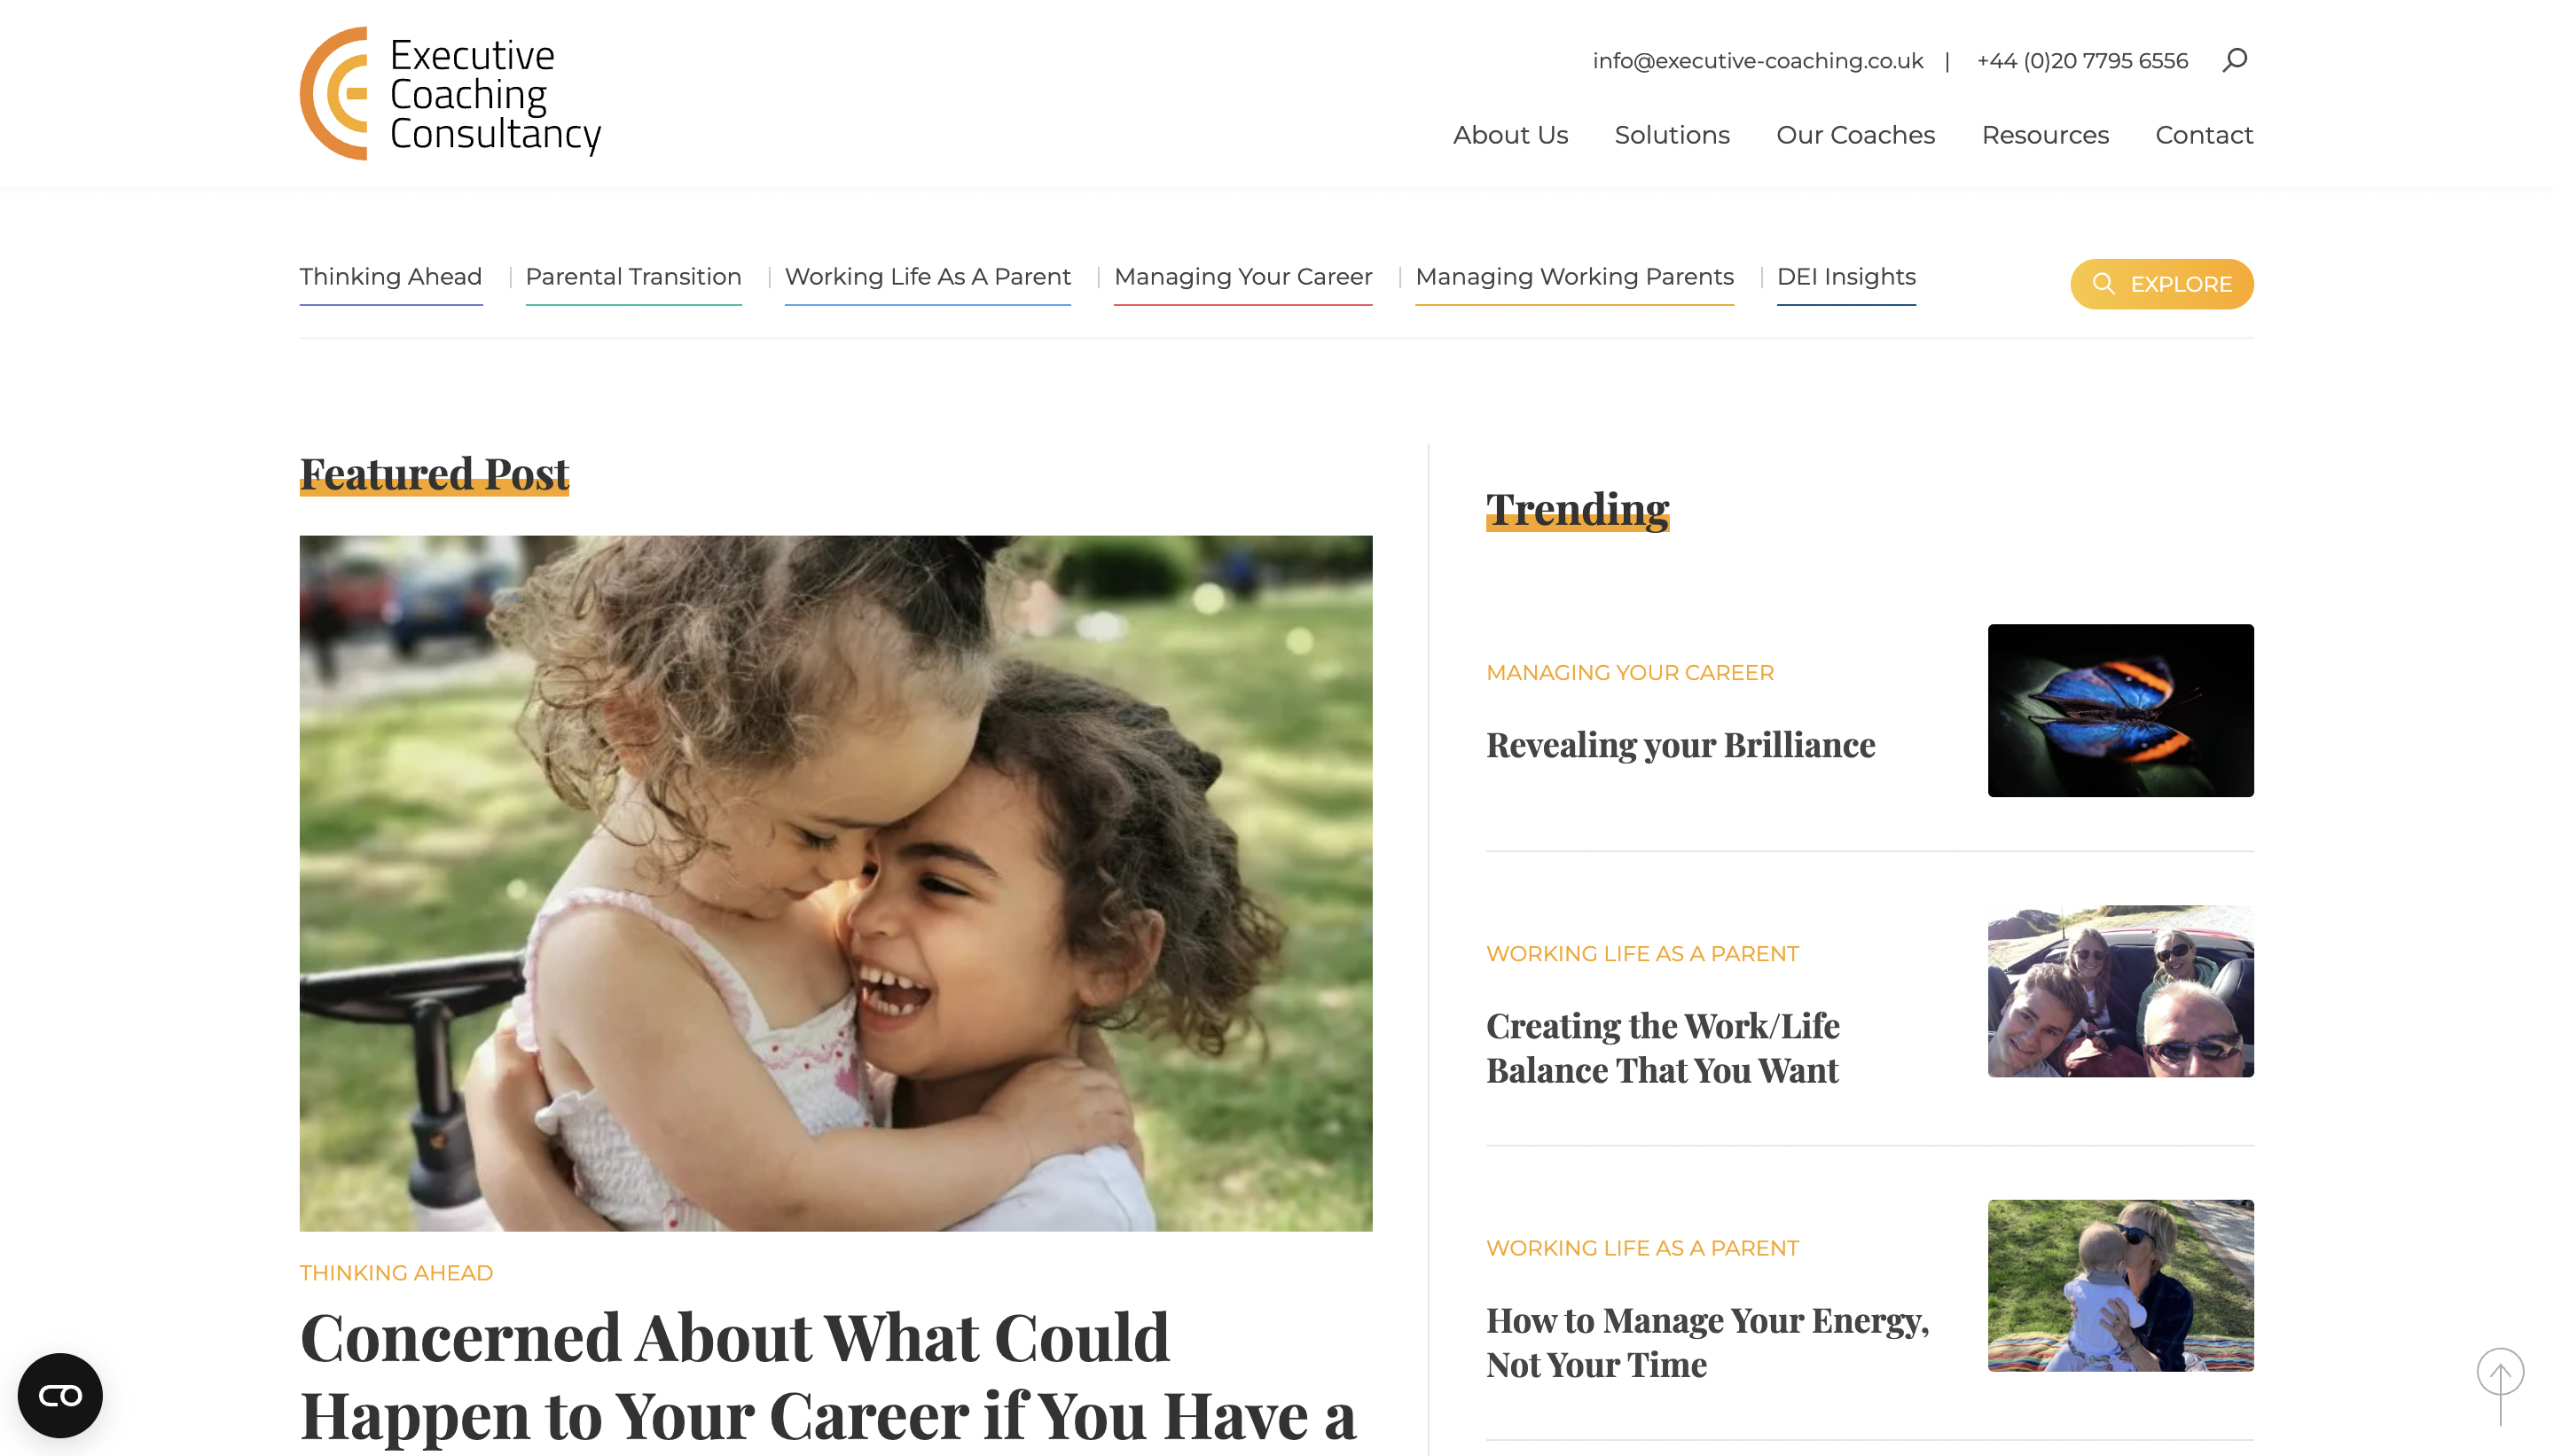 Executive
Coaching
Consultancy
info@executive-coaching.co.uk | +44 (0)20 7795 6556
About Us Solutions Our Coaches Resources Contact
Thinking Ahead | Parental Transition | Working Life As A Parent | Managing Your Career | Managing Working Parents | DEI Insights
EXPLORE
Featured Post
THINKING AHEAD
Concerned About What Could
Happen to Your Career if You Have a
Trending
MANAGING YOUR CAREER
Revealing your Brilliance
WORKING LIFE AS A PARENT
Creating the Work/Life
Balance That You Want
WORKING LIFE AS A PARENT
How to Manage Your Energy,
Not Your Time